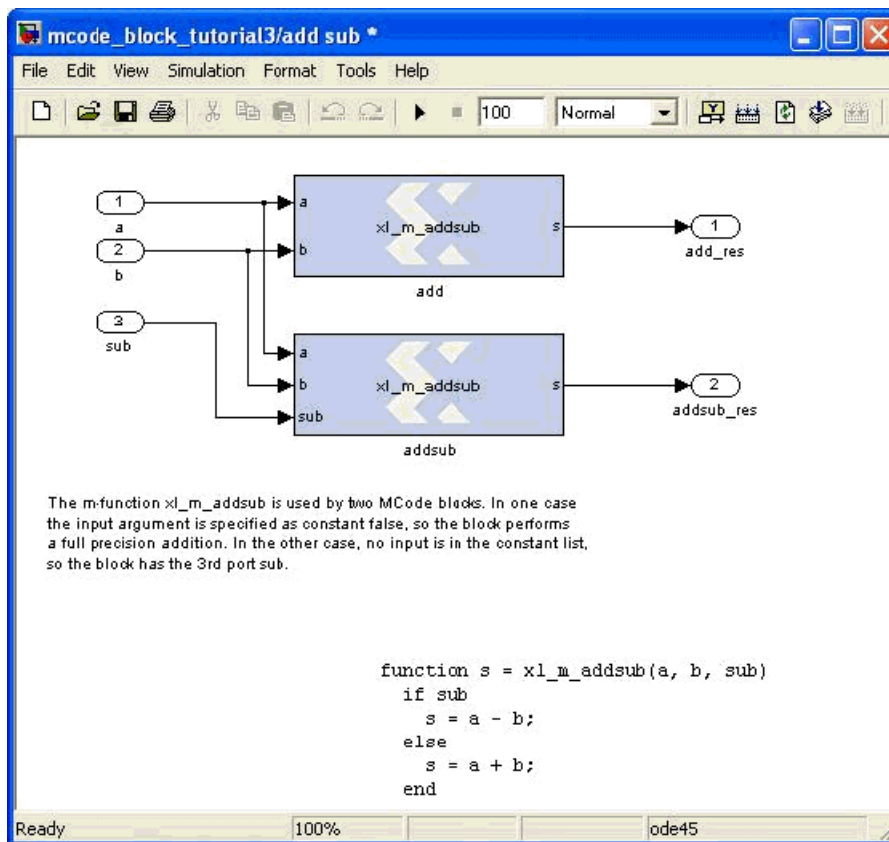 mcode_block_tutorial3/add sub *
File Edit View Simulation Format Tools Help
100 Normal
1
a
2
b
3
sub
a
b
xl_m_addsub
s
add
1
add_res
a
b
sub
xl_m_addsub
s
addsub
2
addsub_res
The m-function xl_m_addsub is used by two MCode blocks. In one case
the input argument is specified as constant false, so the block performs
a full precision addition. In the other case, no input is in the constant list,
so the block has the 3rd port sub.
function s = xl_m_addsub(a, b, sub)
if sub
s = a - b;
else
s = a + b;
end
Ready 100% ode45